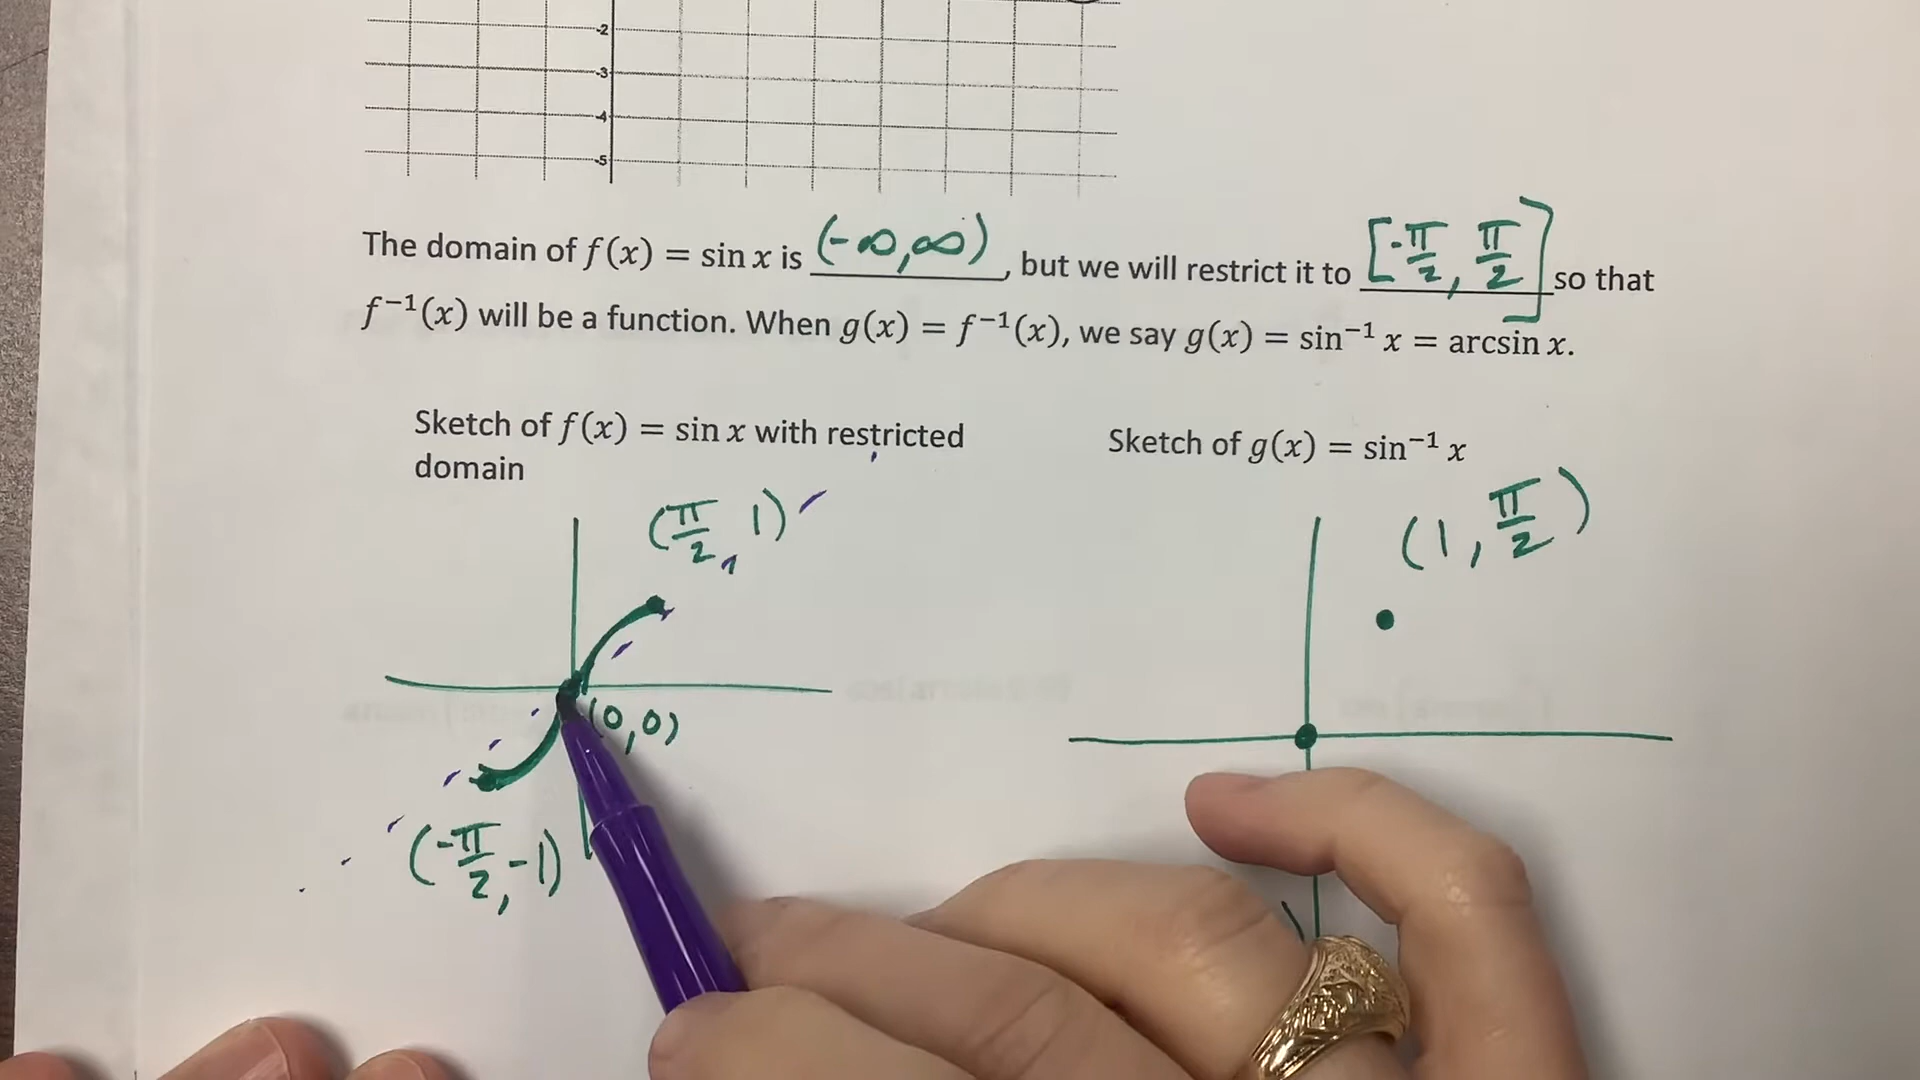 -2
-3
-4
-5
The domain of f(x) = sin x is (-∞,∞), but we will restrict it to [-π/2, π/2] so that
f⁻¹(x) will be a function. When g(x) = f⁻¹(x), we say g(x) = sin⁻¹ x = arcsin x.
Sketch of f(x) = sin x with restricted
domain
(π/2, 1)
(0,0)
(-π/2, -1)
Sketch of g(x) = sin⁻¹ x
(1, π/2)